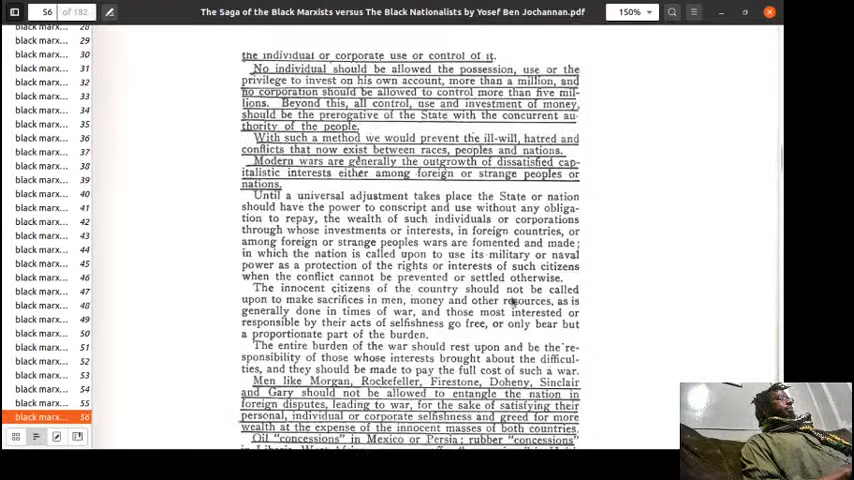 56 of 182
The Saga of the Black Marxists versus The Black Nationalists by Yosef Ben Jochannan.pdf
150%
black marx... 28
black marx... 29
black marx... 30
black marx... 31
black marx... 32
black marx... 33
black marx... 34
black marx... 35
black marx... 36
black marx... 37
black marx... 38
black marx... 39
black marx... 40
black marx... 41
black marx... 42
black marx... 43
black marx... 44
black marx... 45
black marx... 46
black marx... 47
black marx... 48
black marx... 49
black marx... 50
black marx... 51
black marx... 52
black marx... 53
black marx... 54
black marx... 55
black marx... 56
the individual or corporate use or control of it.
No individual should be allowed the possession, use or the
privilege to invest on his own account, more than a million, and
no corporation should be allowed to control more than five mil-
lions. Beyond this, all control, use and investment of money,
should be the prerogative of the State with the concurrent au-
thority of the people.
With such a method we would prevent the ill-will, hatred and
conflicts that now exist between races, peoples and nations.
Modern wars are generally the outgrowth of dissatisfied cap-
italistic interests either among foreign or strange peoples or
nations.
Until a universal adjustment takes place the State or nation
should have the power to conscript and use without any obliga-
tion to repay, the wealth of such individuals or corporations
through whose investments or interests, in foreign countries, or
among foreign or strange peoples wars are fomented and made;
in which the nation is called upon to use its military or naval
power as a protection of the rights or interests of such citizens
when the conflict cannot be prevented or settled otherwise.
The innocent citizens of the country should not be called
upon to make sacrifices in men, money and other resources, as is
generally done in times of war, and those most interested or
responsible by their acts of selfishness go free, or only bear but
a proportionate part of the burden.
The entire burden of the war should rest upon and be the re-
sponsibility of those whose interests brought about the difficul-
ties, and they should be made to pay the full cost of such a war.
Men like Morgan, Rockefeller, Firestone, Doheny, Sinclair
and Gary should not be allowed to entangle the nation in
foreign disputes, leading to war, for the sake of satisfying their
personal, individual or corporate selfishness and greed for more
wealth at the expense of the innocent masses of both countries.
Oil "concessions" in Mexico or Persia; rubber "concessions"